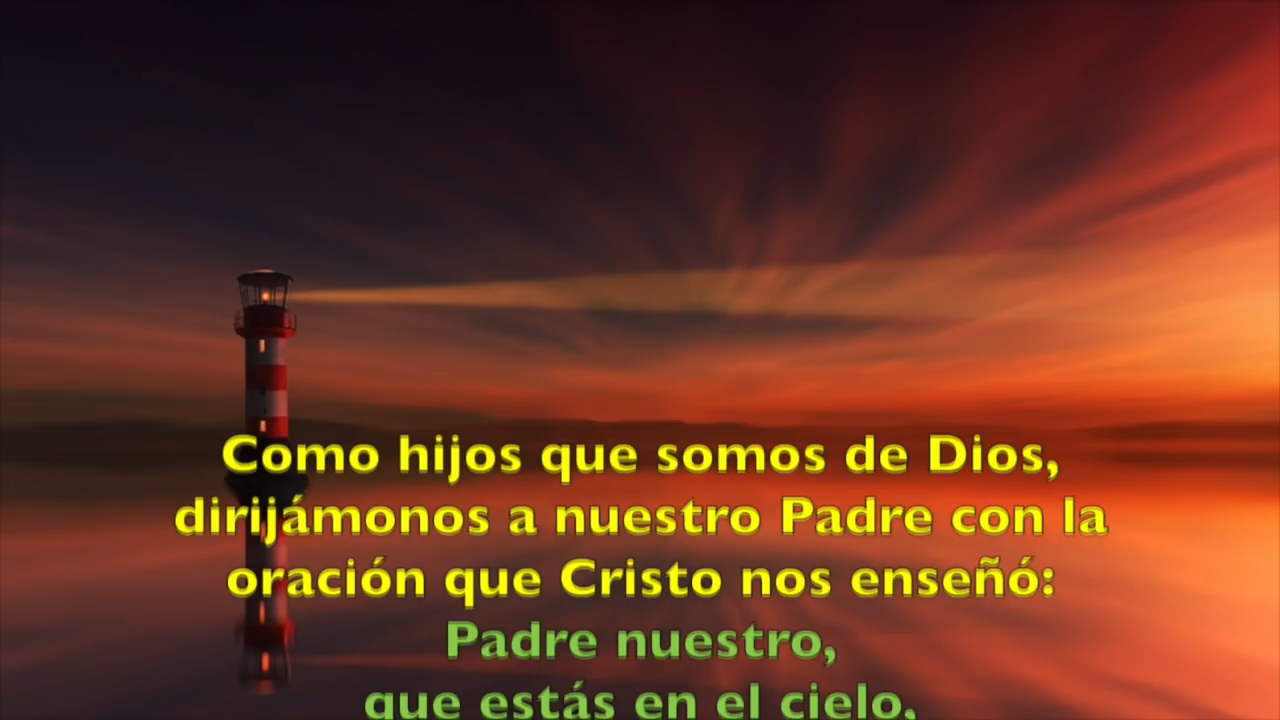 Como hijos que somos de Dios,
dirijámonos a nuestro Padre con la
oración que Cristo nos enseñó:
Padre nuestro,
que estás en el cielo,